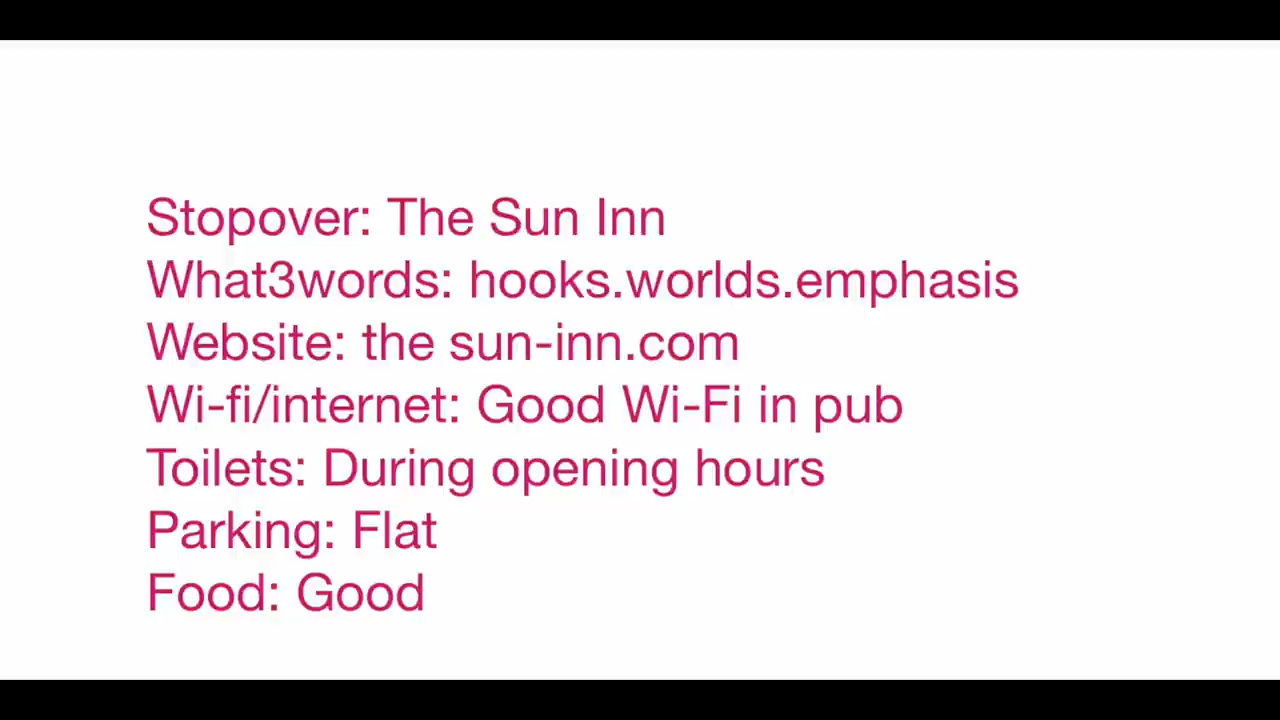 Stopover: The Sun Inn
What3words: hooks.worlds.emphasis
Website: the sun-inn.com
Wi-fi/internet: Good Wi-Fi in pub
Toilets: During opening hours
Parking: Flat
Food: Good